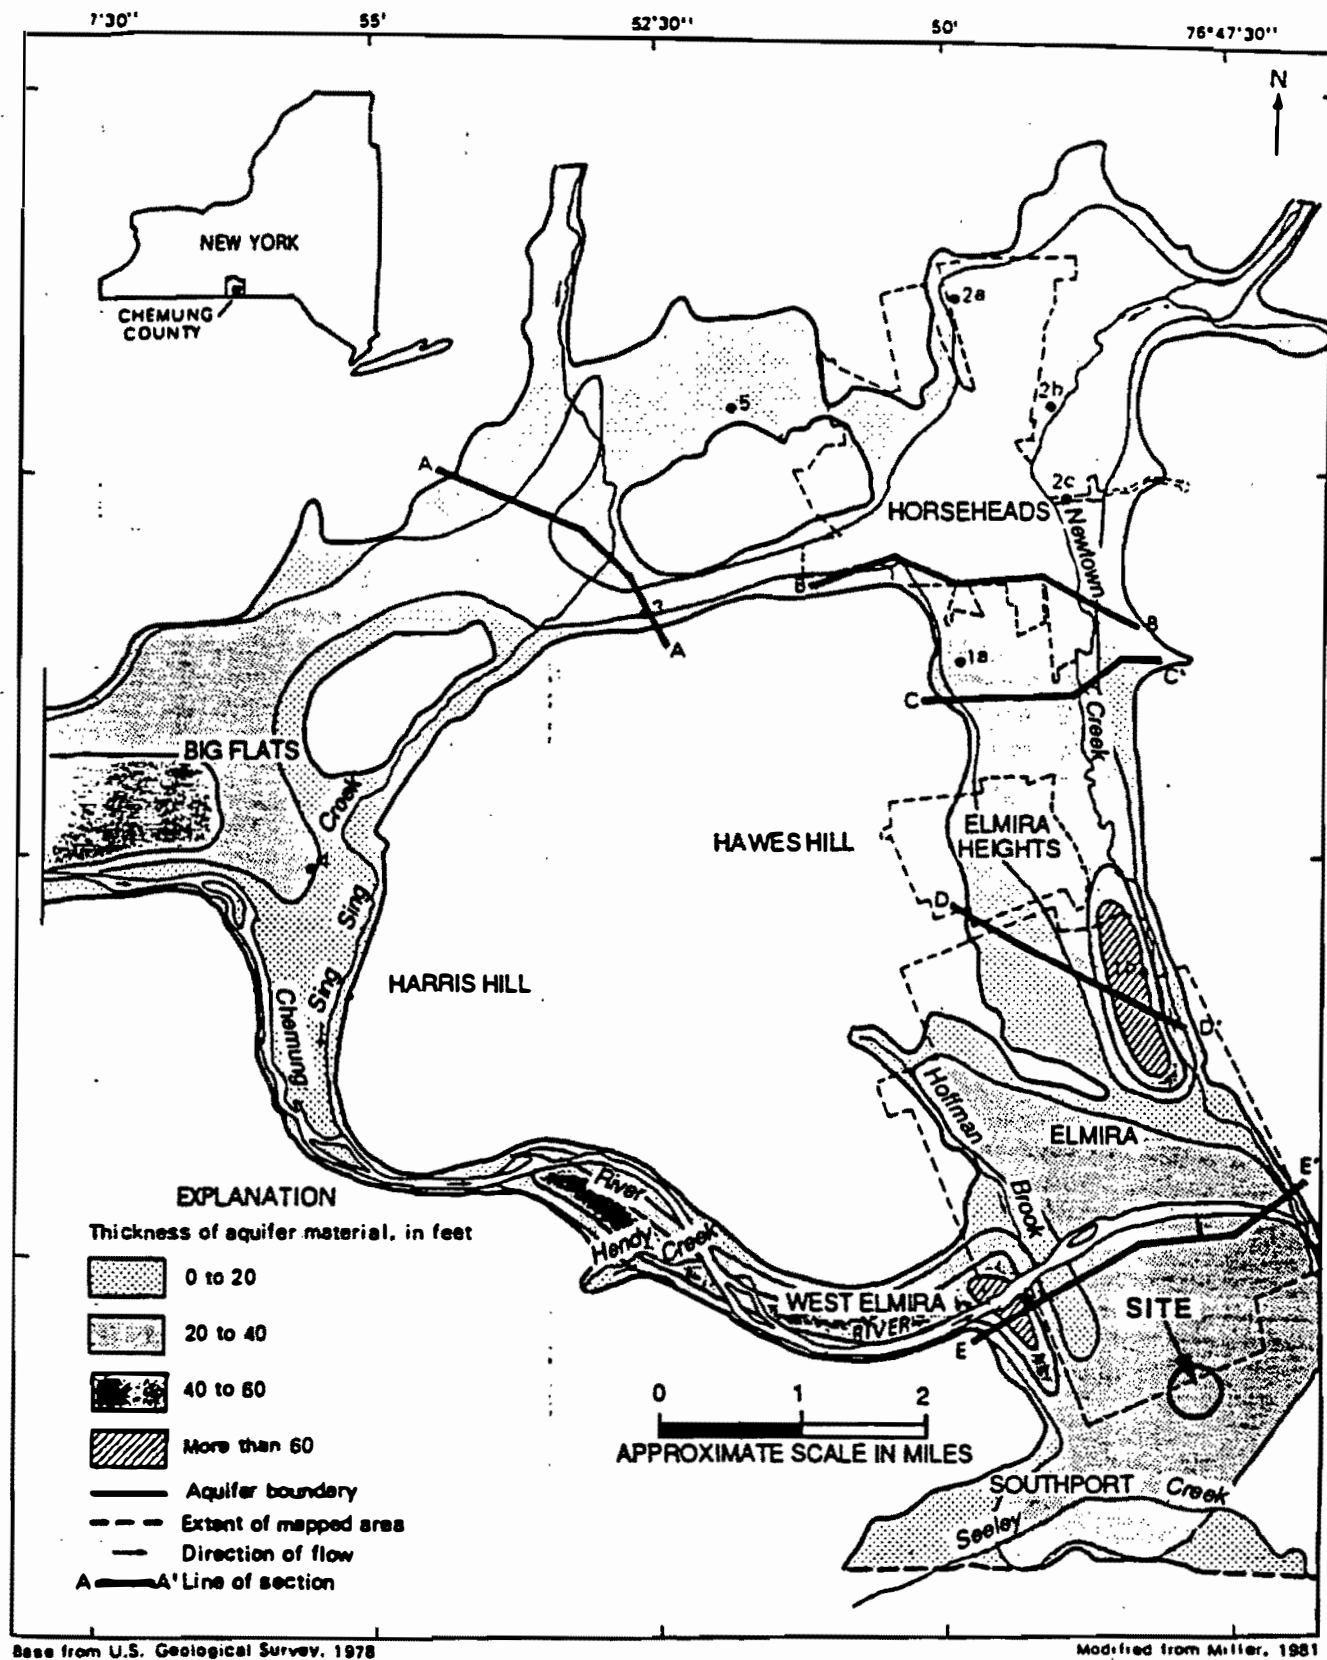 7'30"
55'
52'30"
50'
76°47'30"
N
NEW YORK
CHEMUNG
COUNTY
2a
5
2b
A
2c
HORSEHEADS
Newtown
B
3
B
A
1a
C'
C
Creek
BIG FLATS
Creek
ELMIRA
HEIGHTS
HAWES HILL
4
Sing
D
Sing
HARRIS HILL
Chemung
D'
Hoffman
ELMIRA
E'
Brook
River
Hendy Creek
EXPLANATION
Thickness of aquifer material, in feet
0 to 20
20 to 40
40 to 60
More than 60
Aquifer boundary
Extent of mapped area
Direction of flow
A A' Line of section
WEST ELMIRA
RIVER
SITE
E
0 1 2
APPROXIMATE SCALE IN MILES
SOUTHPORT
Creek
Seeley
Base from U.S. Geological Survey, 1978
Modified from Miller, 1981